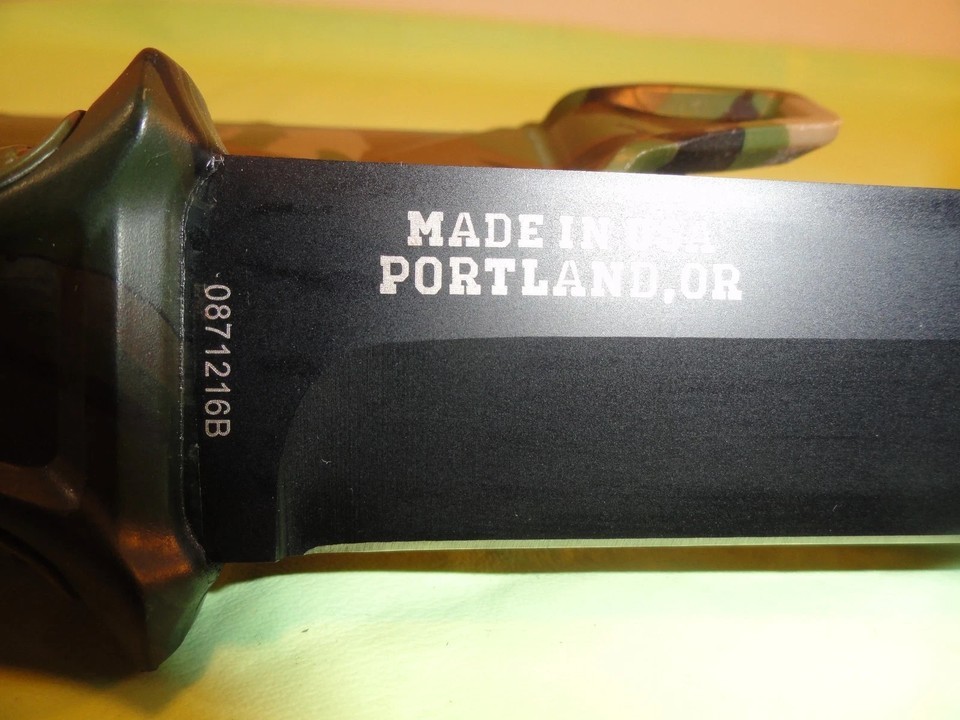 MADE IN USA
PORTLAND,OR
0871216B